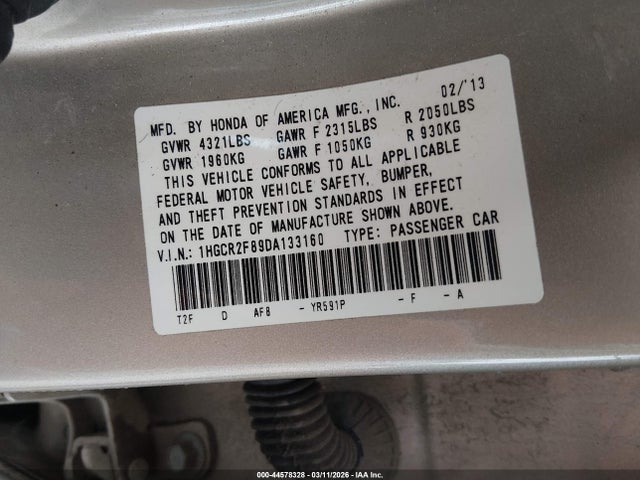 MFD. BY HONDA OF AMERICA MFG., INC. 02/'13
GVWR 4321LBS GAWR F 2315LBS R 2050LBS
GVWR 1960KG GAWR F 1050KG R 930KG
THIS VEHICLE CONFORMS TO ALL APPLICABLE
FEDERAL MOTOR VEHICLE SAFETY, BUMPER,
AND THEFT PREVENTION STANDARDS IN EFFECT
ON THE DATE OF MANUFACTURE SHOWN ABOVE.
V.I.N.: 1HGCR2F89DA133160 TYPE: PASSENGER CAR
T2F D AF8 - YR591P - F - A
000-44578328 - 03/11/2026 - IAA Inc.